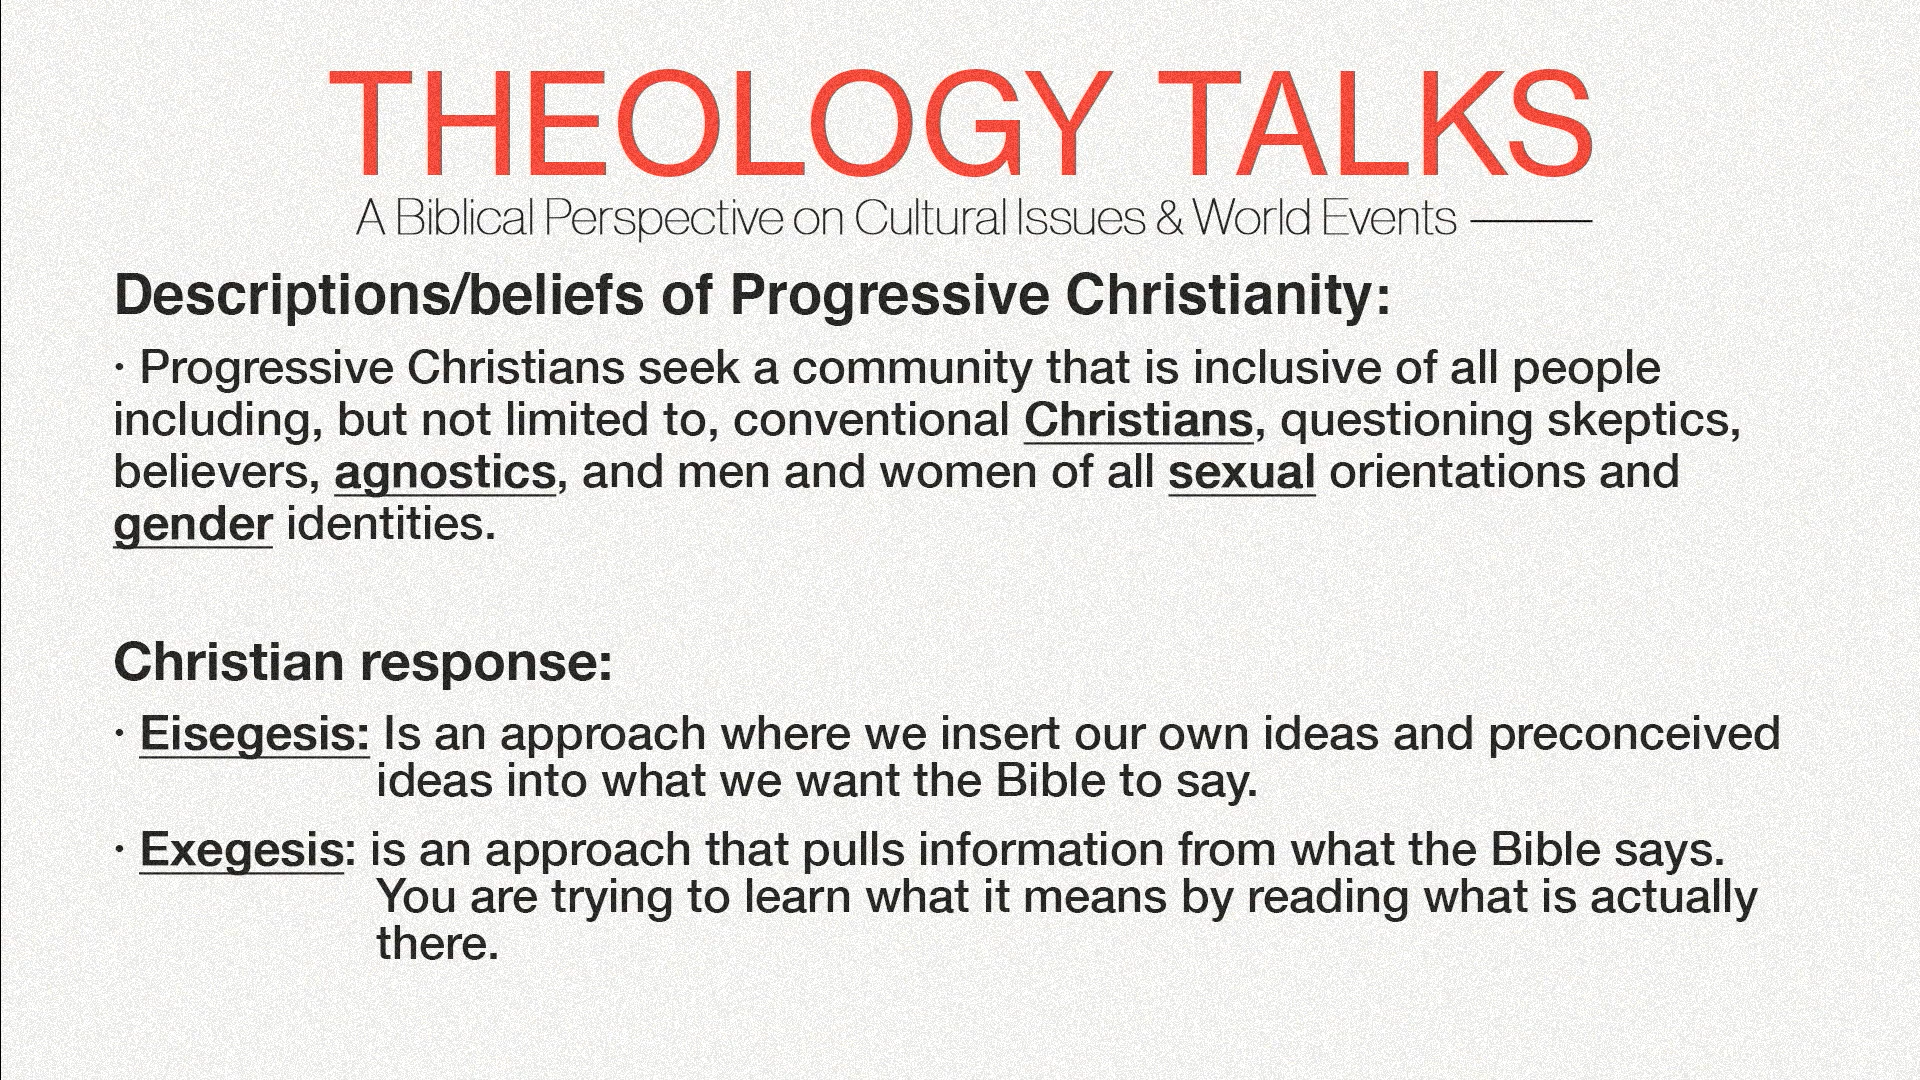 THEOLOGY TALKS
A Biblical Perspective on Cultural Issues & World Events
Descriptions/beliefs of Progressive Christianity:
· Progressive Christians seek a community that is inclusive of all people
including, but not limited to, conventional Christians, questioning skeptics,
believers, agnostics, and men and women of all sexual orientations and
gender identities.
Christian response:
· Eisegesis: Is an approach where we insert our own ideas and preconceived
ideas into what we want the Bible to say.
· Exegesis: is an approach that pulls information from what the Bible says.
You are trying to learn what it means by reading what is actually
there.